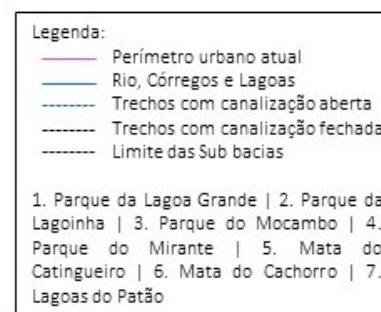 Legenda:
Perímetro urbano atual
Rio, Córregos e Lagoas
Trechos com canalização aberta
Trechos com canalização fechada
Limite das Sub bacias
1. Parque da Lagoa Grande | 2. Parque da
Lagoinha | 3. Parque do Mocambo | 4.
Parque do Mirante | 5. Mata do
Catingueiro | 6. Mata do Cachorro | 7.
Lagoas do Patão